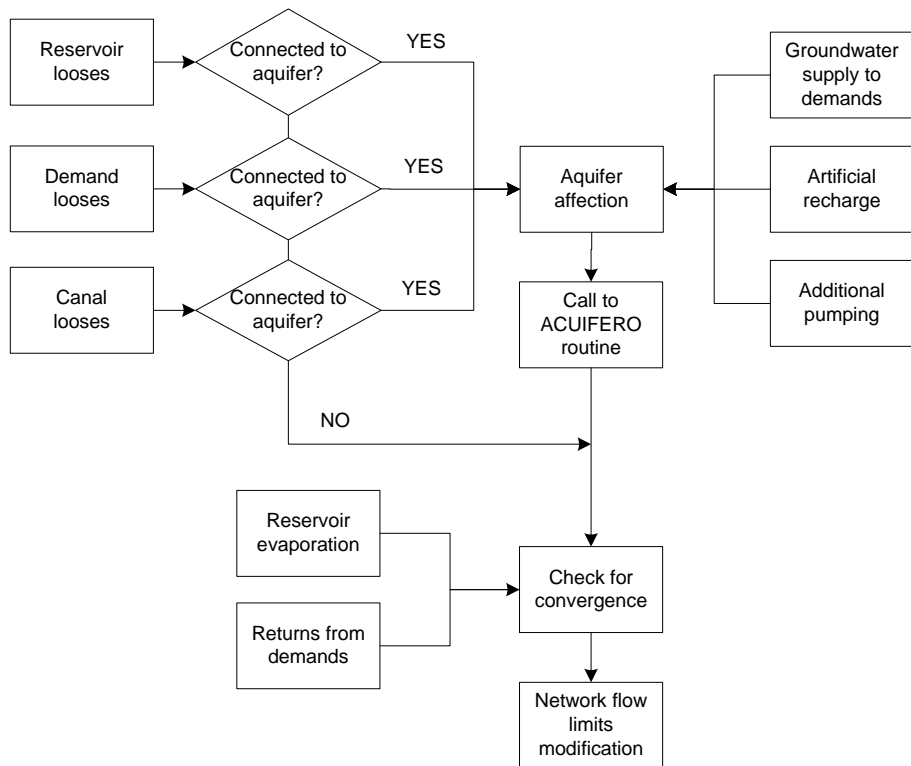 Reservoir
looses
Connected to
aquifer?
YES
Groundwater
supply to
demands
Demand
looses
Connected to
aquifer?
YES
Aquifer
affection
Artificial
recharge
Canal
looses
Connected to
aquifer?
YES
Call to
ACUIFERO
routine
Additional
pumping
NO
Reservoir
evaporation
Check for
convergence
Returns from
demands
Network flow
limits
modification